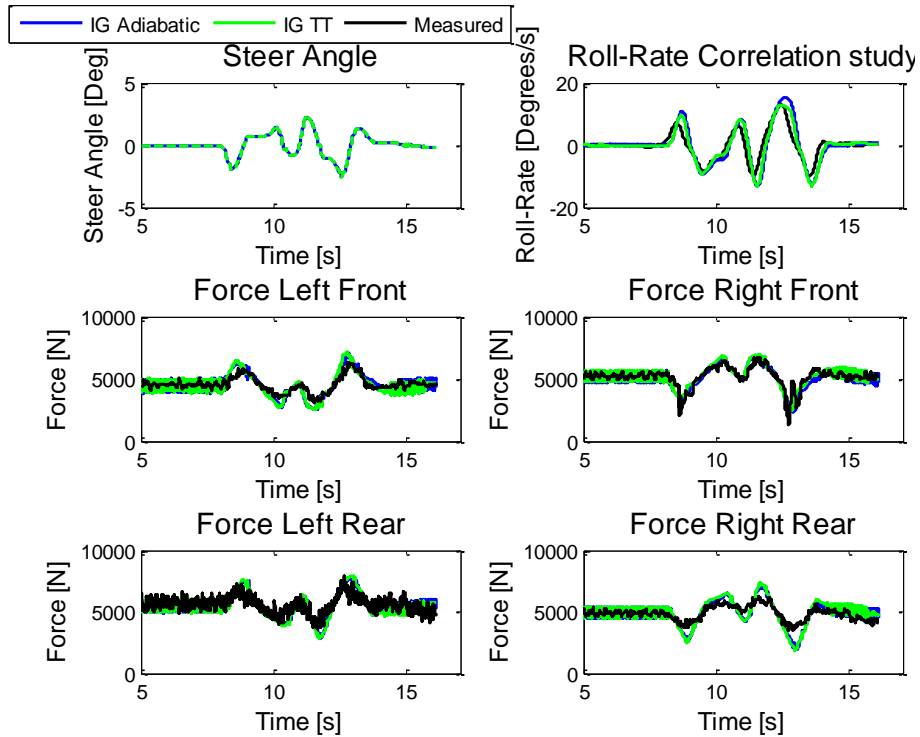 IG Adiabatic IG TT Measured
Steer Angle
Steer Angle [Deg]
5
0
-5
5 10 15
Time [s]
Roll-Rate Correlation study
Roll-Rate [Degrees/s]
20
0
-20
5 10 15
Time [s]
Force Left Front
Force [N]
10000
5000
0
5 10 15
Time [s]
Force Right Front
Force [N]
10000
5000
0
5 10 15
Time [s]
Force Left Rear
Force [N]
10000
5000
0
5 10 15
Time [s]
Force Right Rear
Force [N]
10000
5000
0
5 10 15
Time [s]